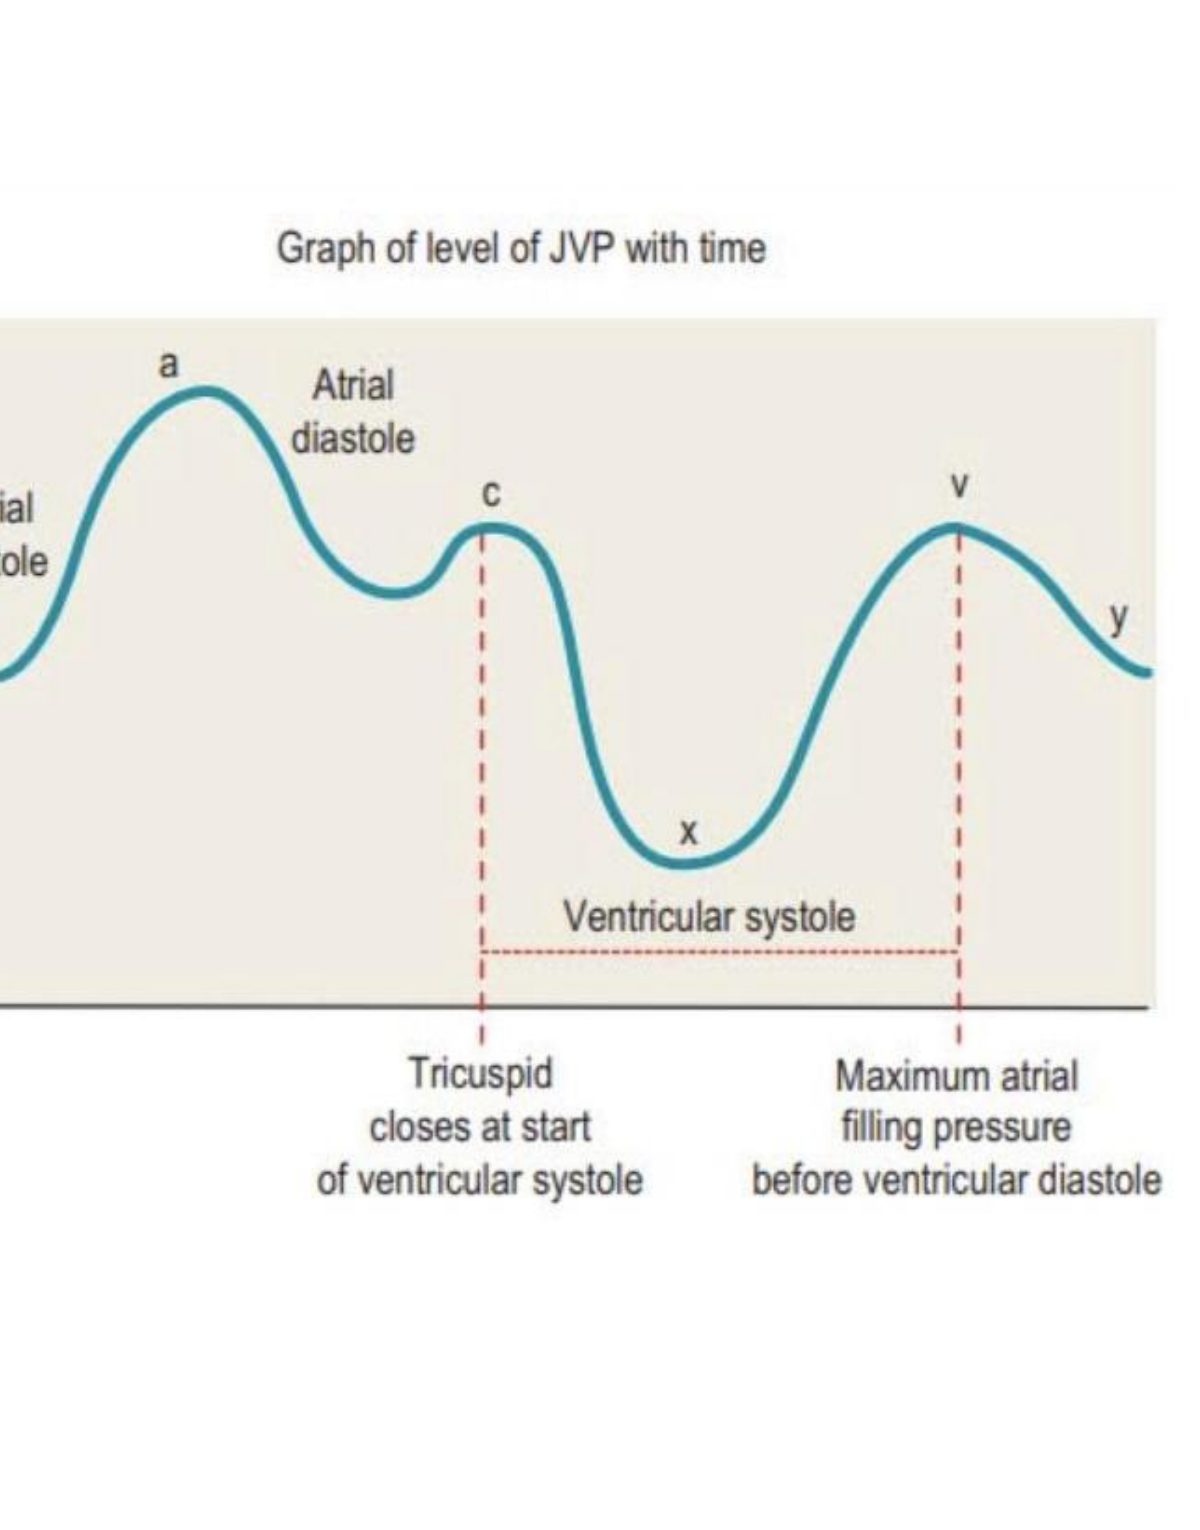 Graph of level of JVP with time
a
Atrial
diastole
c
v
y
x
Ventricular systole
Tricuspid
closes at start
of ventricular systole
Maximum atrial
filling pressure
before ventricular diastole